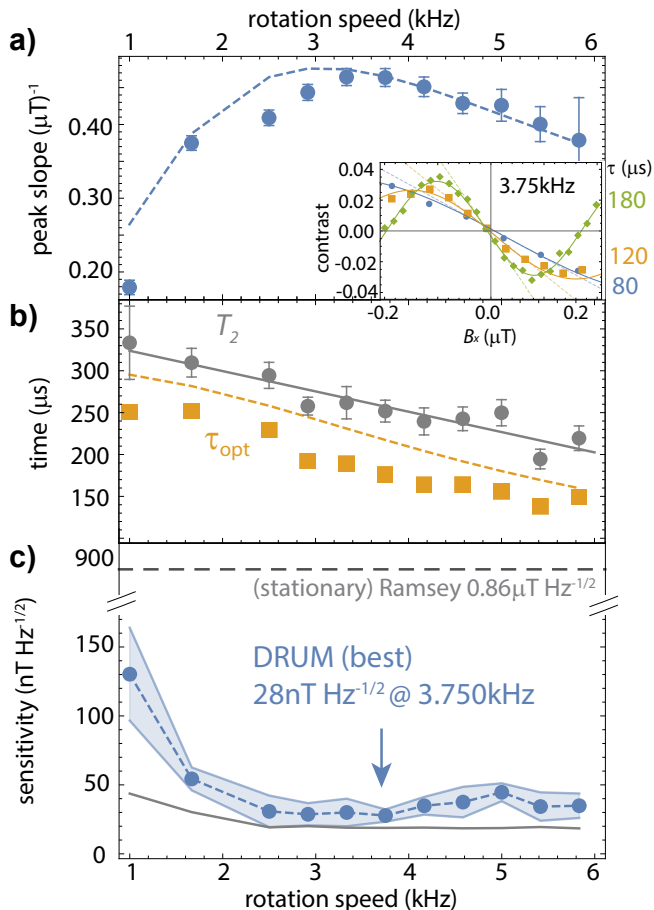 rotation speed (kHz)
a)
1 2 3 4 5 6
peak slope (μT)⁻¹
0.40
0.30
0.20
contrast
0.04
0.02
0.00
-0.02
-0.04
3.75kHz
τ (μs)
180
120
80
-0.2 0.0 0.2
Bx (μT)
b)
time (μs)
350
300
250
200
150
T2
τopt
c)
sensitivity (nT Hz-1/2)
900
150
100
50
0
(stationary) Ramsey 0.86μT Hz-1/2
DRUM (best)
28nT Hz-1/2 @ 3.750kHz
1 2 3 4 5 6
rotation speed (kHz)